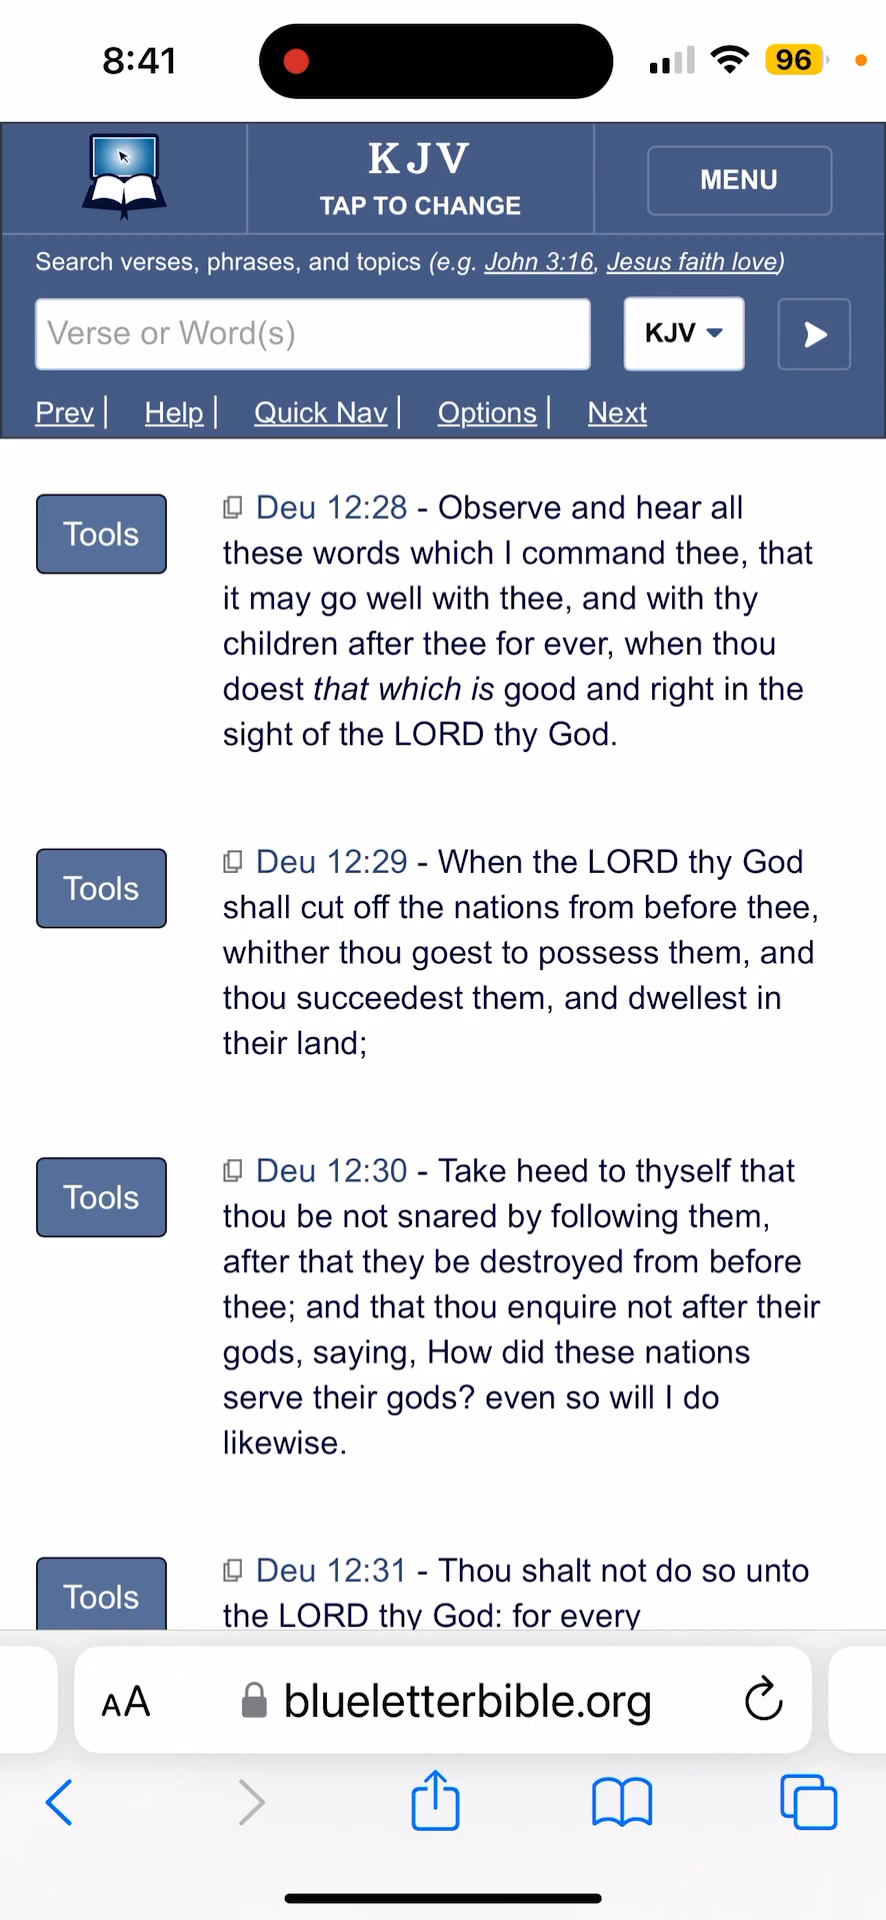 8:41
96
KJV
TAP TO CHANGE
MENU
Search verses, phrases, and topics (e.g. John 3:16, Jesus faith love)
Verse or Word(s)
KJV
Prev | Help | Quick Nav | Options | Next
Tools
Deu 12:28 - Observe and hear all
these words which I command thee, that
it may go well with thee, and with thy
children after thee for ever, when thou
doest that which is good and right in the
sight of the LORD thy God.
Tools
Deu 12:29 - When the LORD thy God
shall cut off the nations from before thee,
whither thou goest to possess them, and
thou succeedest them, and dwellest in
their land;
Tools
Deu 12:30 - Take heed to thyself that
thou be not snared by following them,
after that they be destroyed from before
thee; and that thou enquire not after their
gods, saying, How did these nations
serve their gods? even so will I do
likewise.
Tools
Deu 12:31 - Thou shalt not do so unto
the LORD thy God: for every
AA blueletterbible.org